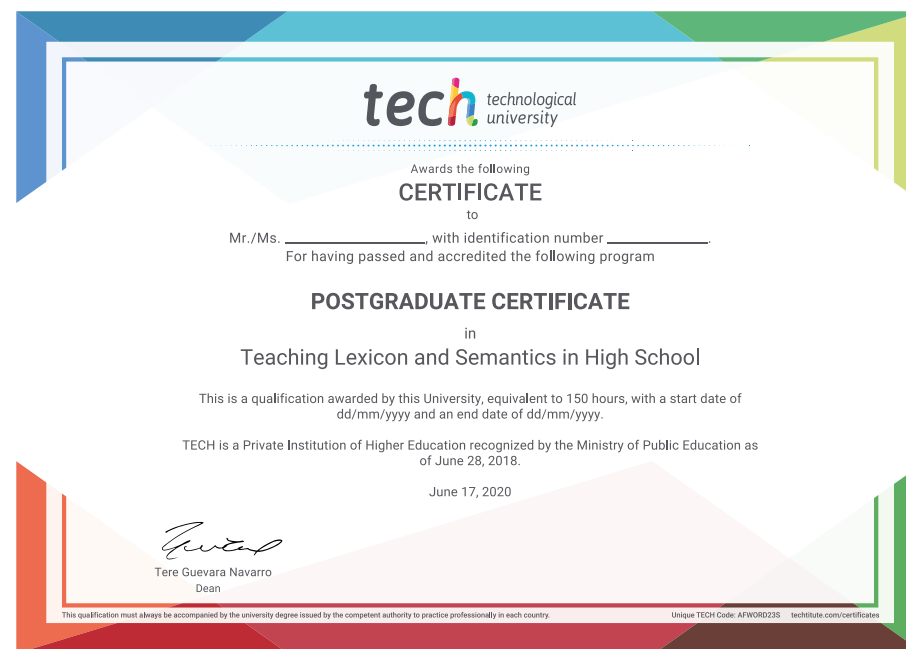 tech technological
university
Awards the following
CERTIFICATE
to
Mr./Ms. ____________________, with identification number ______________.
For having passed and accredited the following program
POSTGRADUATE CERTIFICATE
in
Teaching Lexicon and Semantics in High School
This is a qualification awarded by this University, equivalent to 150 hours, with a start date of
dd/mm/yyyy and an end date of dd/mm/yyyy.
TECH is a Private Institution of Higher Education recognized by the Ministry of Public Education as
of June 28, 2018.
June 17, 2020
Tere Guevara Navarro
Dean
This qualification must always be accompanied by the university degree issued by the competent authority to practice professionally in each country. Unique TECH Code: AFWORD23S techtitute.com/certificates